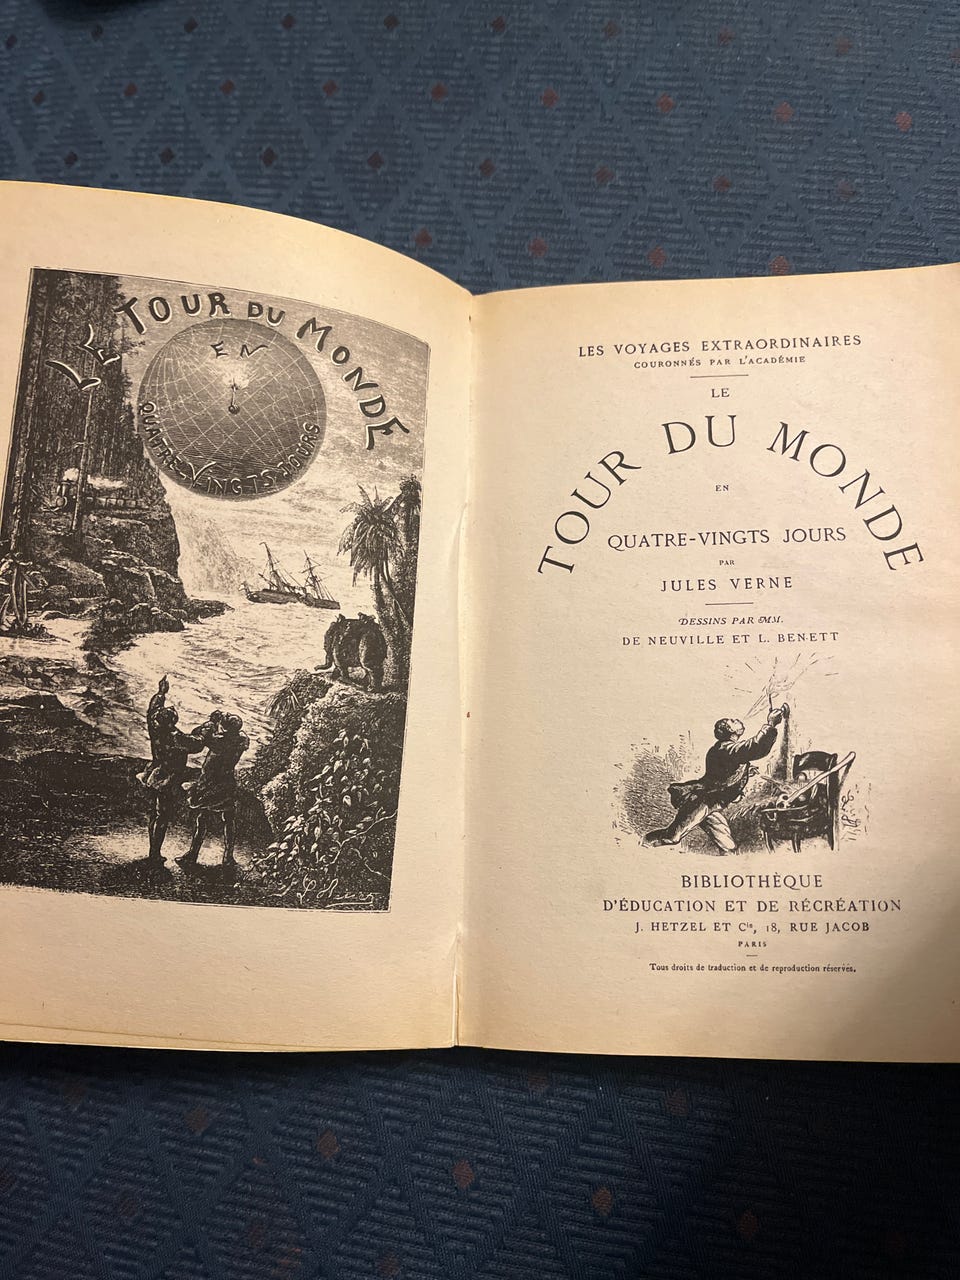 LE TOUR DU MONDE
EN
QUATRE-VINGTS JOURS
LES VOYAGES EXTRAORDINAIRES
COURONNÉS PAR L'ACADÉMIE
LE
TOUR DU MONDE
EN
QUATRE-VINGTS JOURS
PAR
JULES VERNE
DESSINS PAR MM.
DE NEUVILLE ET L. BENETT
BIBLIOTHÈQUE
D'ÉDUCATION ET DE RÉCRÉATION
J. HETZEL ET Cie, 18, RUE JACOB
PARIS
Tous droits de traduction et de reproduction réservés.